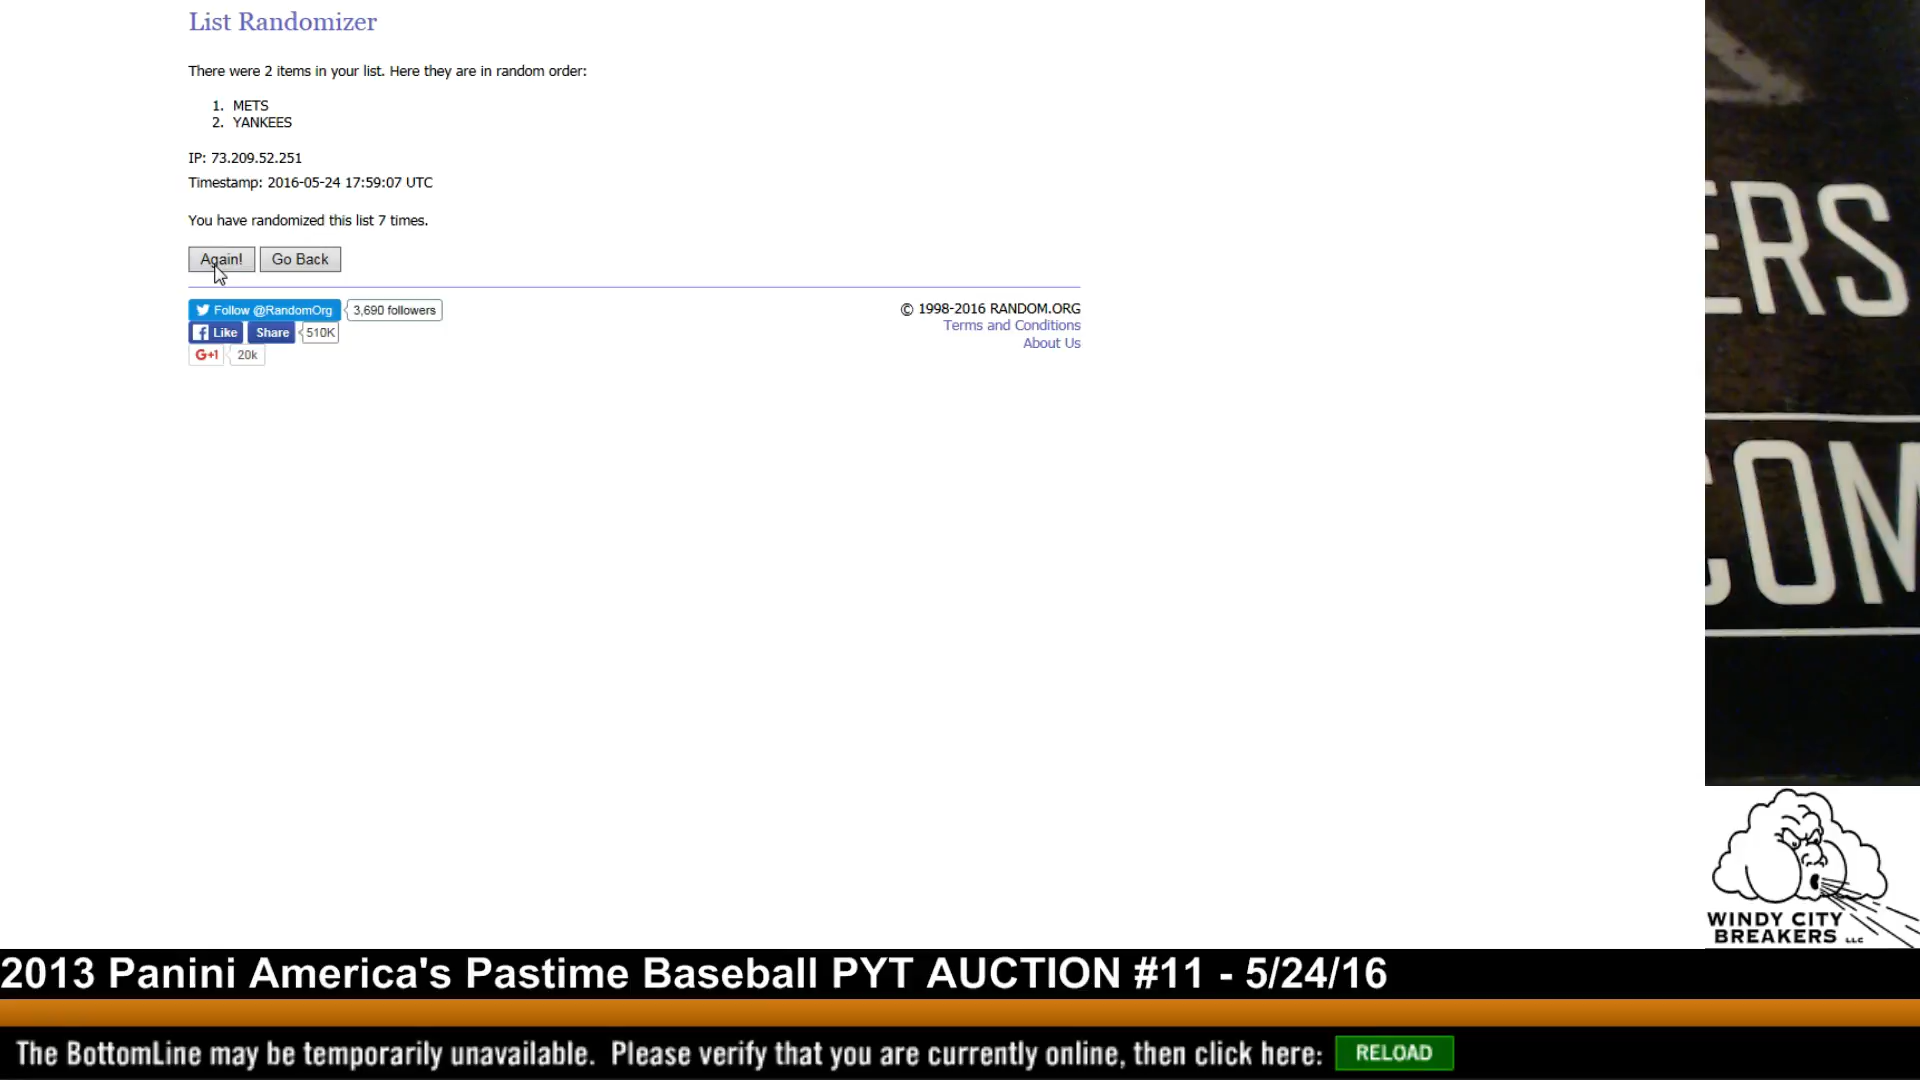 List Randomizer
There were 2 items in your list. Here they are in random order:
1. METS
2. YANKEES
IP: 73.209.52.251
Timestamp: 2016-05-24 17:59:07 UTC
You have randomized this list 7 times.
Again! Go Back
Follow @RandomOrg 3,690 followers
Like Share 510K
G+1 20k
© 1998-2016 RANDOM.ORG
Terms and Conditions
About Us
ERS
COM
WINDY CITY
BREAKERS LLC
2013 Panini America's Pastime Baseball PYT AUCTION #11 - 5/24/16
The BottomLine may be temporarily unavailable. Please verify that you are currently online, then click here: RELOAD